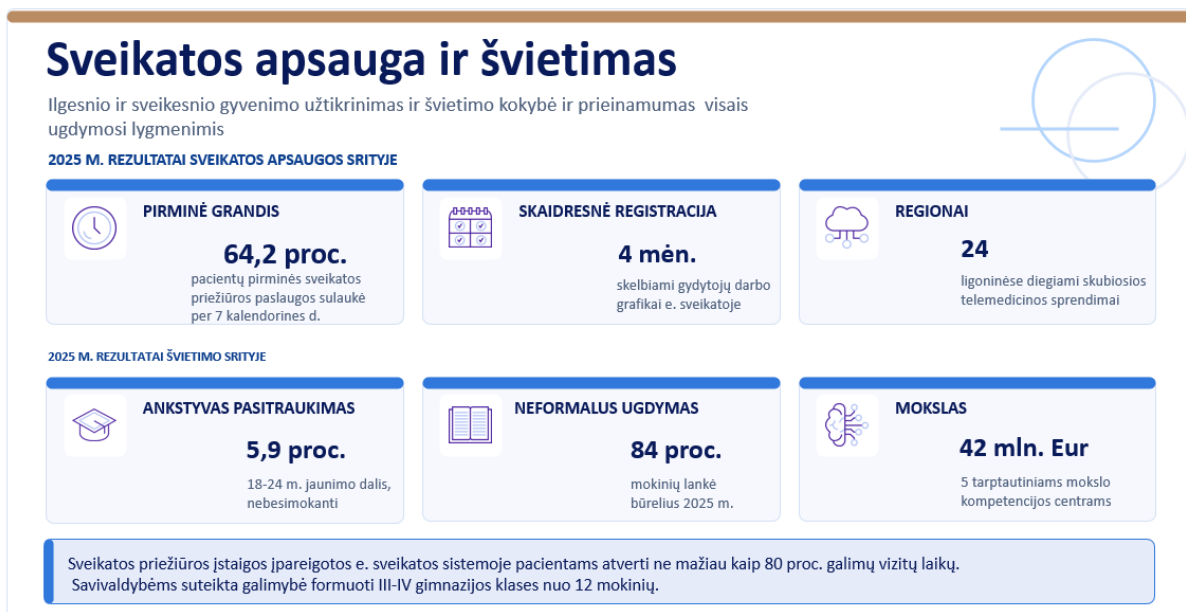 Sveikatos apsauga ir švietimas
Ilgesnio ir sveikesnio gyvenimo užtikrinimas ir švietimo kokybė ir prieinamumas  visais
ugdymosi lygmenimis
2025 M. REZULTATAI SVEIKATOS APSAUGOS SRITYJE
PIRMINĖ GRANDIS
64,2 proc.
pacientų pirminės sveikatos
priežiūros paslaugos sulaukė
per 7 kalendorines d.
SKAIDRESNĖ REGISTRACIJA
4 mėn.
skelbiami gydytojų darbo
grafikai e. sveikatoje
REGIONAI
24
ligoninėse diegiami skubiosios
telemedicinos sprendimai
2025 M. REZULTATAI ŠVIETIMO SRITYJE
ANKSTYVAS PASITRAUKIMAS
5,9 proc.
18-24 m. jaunimo dalis,
nebesimokanti
NEFORMALUS UGDYMAS
84 proc.
mokinių lankė
būrelius 2025 m.
MOKSLAS
42 mln. Eur
5 tarptautiniams mokslo
kompetencijos centrams
Sveikatos priežiūros įstaigos įpareigotos e. sveikatos sistemoje pacientams atverti ne mažiau kaip 80 proc. galimų vizitų laikų.
Savivaldybėms suteikta galimybė formuoti III-IV gimnazijos klases nuo 12 mokinių.